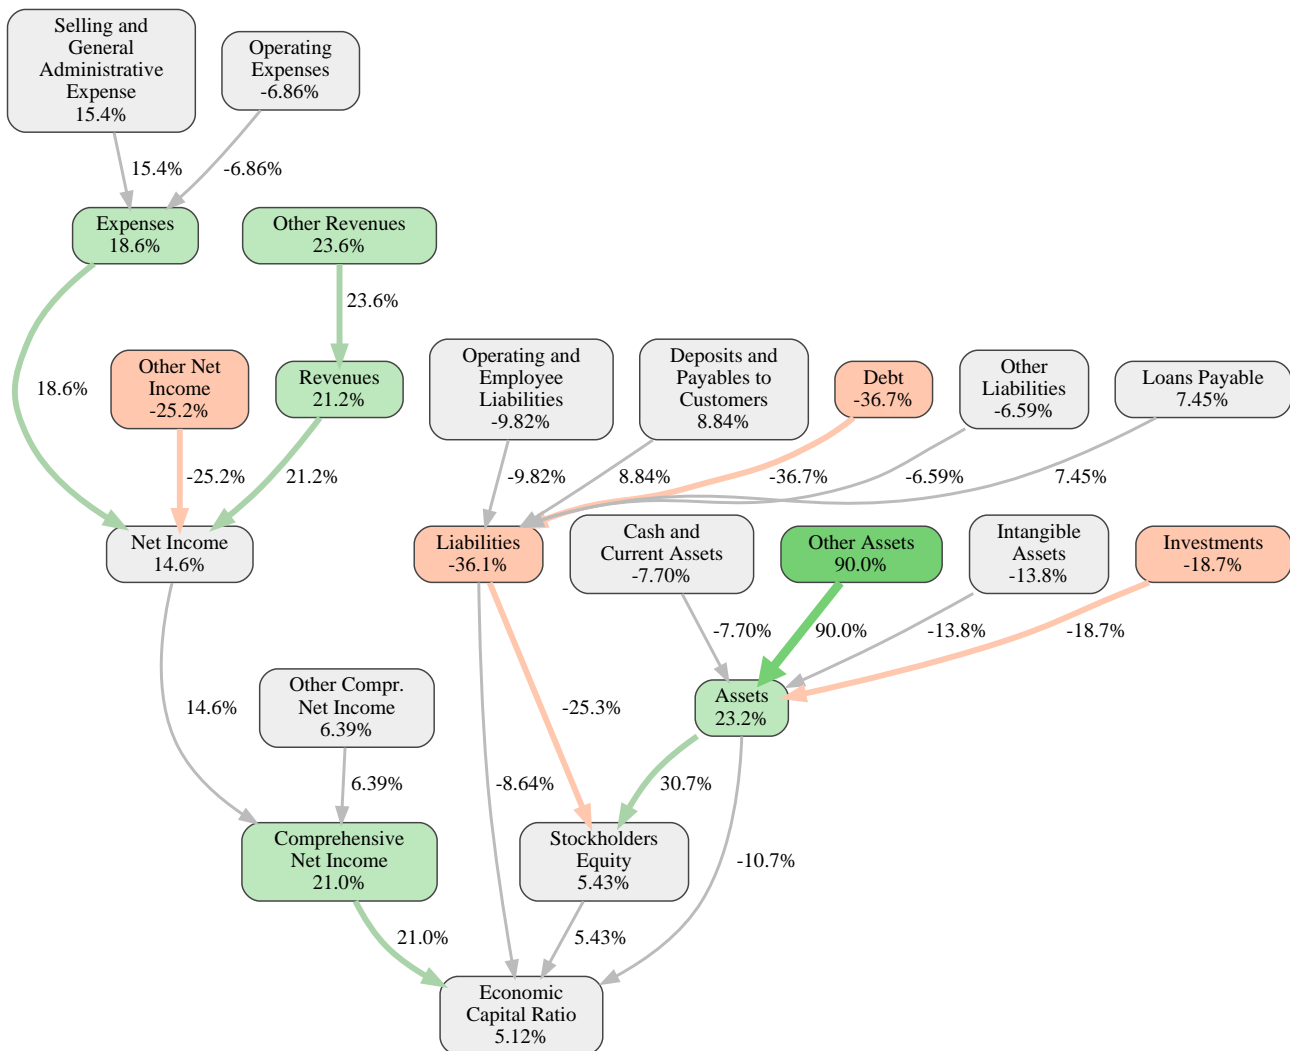 Selling and
General
Administrative
Expense
15.4%
Operating
Expenses
-6.86%
15.4%
-6.86%
Expenses
18.6%
Other Revenues
23.6%
23.6%
18.6%
Other Net
Income
-25.2%
Revenues
21.2%
Operating and
Employee
Liabilities
-9.82%
Deposits and
Payables to
Customers
8.84%
Debt
-36.7%
Other
Liabilities
-6.59%
Loans Payable
7.45%
-25.2%
21.2%
-9.82%
8.84%
-36.7%
-6.59%
7.45%
Net Income
14.6%
Liabilities
-36.1%
Cash and
Current Assets
-7.70%
Other Assets
90.0%
Intangible
Assets
-13.8%
Investments
-18.7%
-7.70%
90.0%
-13.8%
-18.7%
14.6%
Other Compr.
Net Income
6.39%
-25.3%
Assets
23.2%
6.39%
-8.64%
30.7%
-10.7%
Comprehensive
Net Income
21.0%
Stockholders
Equity
5.43%
21.0%
5.43%
Economic
Capital Ratio
5.12%